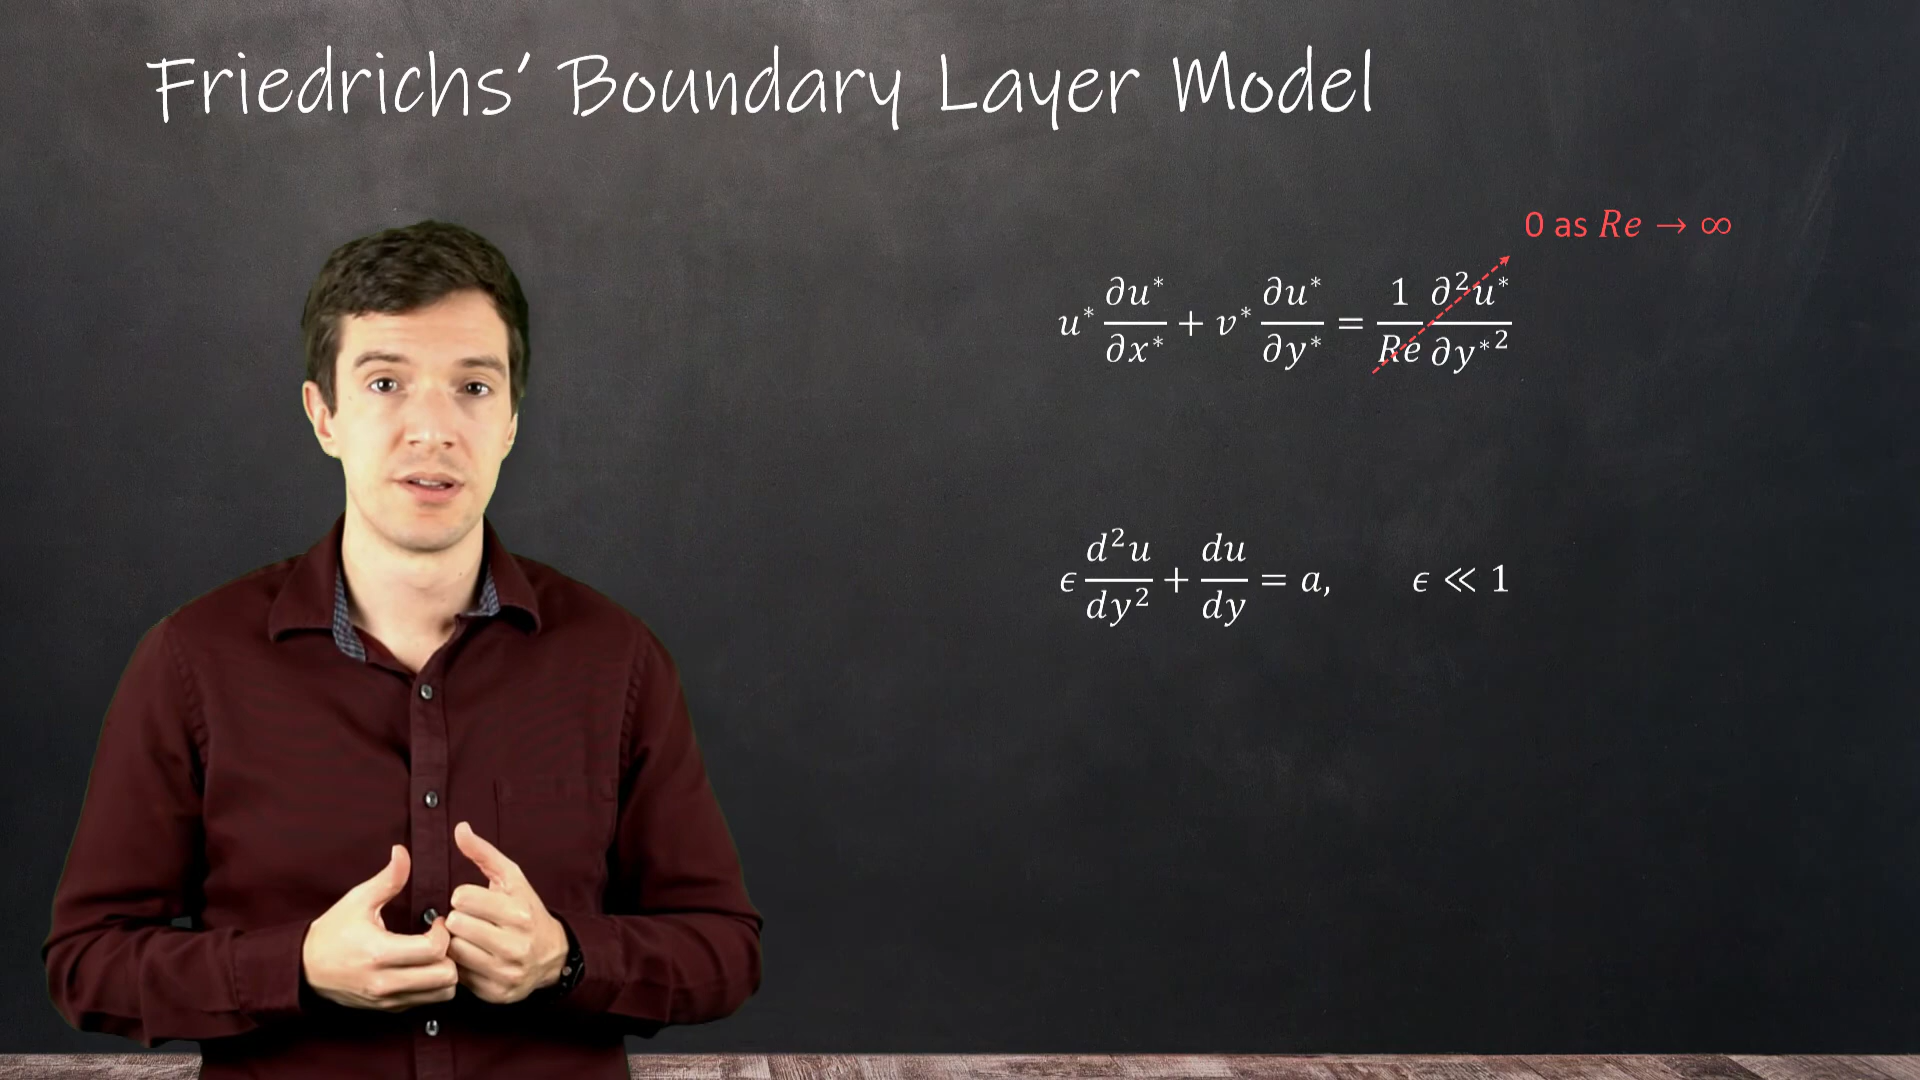 Friedrichs' Boundary Layer Model
0 as Re → ∞
u* ∂u*/∂x* + v* ∂u*/∂y* = 1/Re ∂²u*/∂y*²
ϵ d²u/dy² + du/dy = a, ϵ ≪ 1